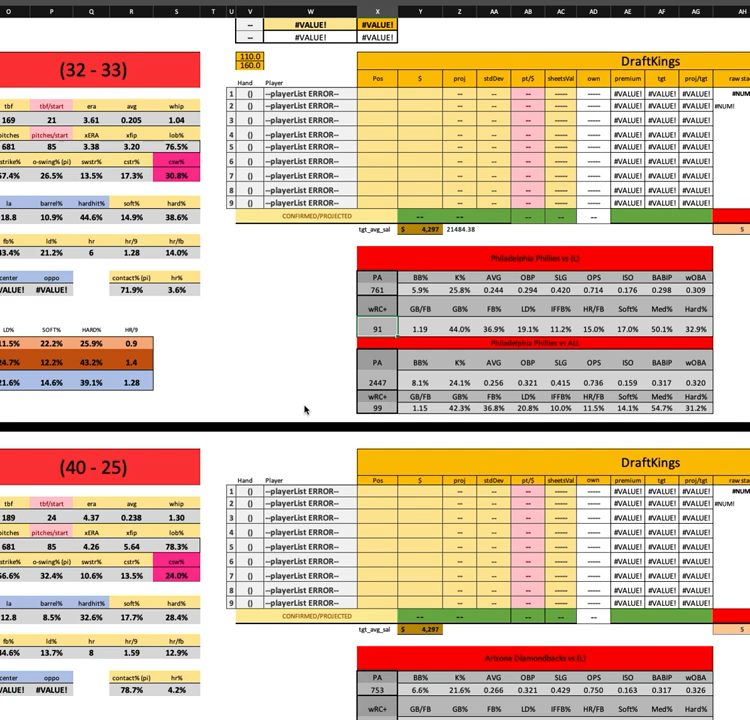 O P Q R S T U V W X Y Z AA AB AC AD AE AF AG AH
-- #VALUE! #VALUE!
-- #VALUE! #VALUE!
110.0
160.0
(32 - 33) DraftKings
Hand Player Pos $ proj stdDev pt/$ sheetsVal own premium tgt proj/tgt
1 () --playerList ERROR-- -- -- -- ----- ----- #VALUE! #VALUE! #VALUE! #NUM
2 () --playerList ERROR-- -- -- -- ----- ----- #VALUE! #VALUE! #VALUE! #NUM!
3 () --playerList ERROR-- -- -- -- ----- ----- #VALUE! #VALUE! #VALUE!
4 () --playerList ERROR-- -- -- -- ----- ----- #VALUE! #VALUE! #VALUE!
5 () --playerList ERROR-- -- -- -- ----- ----- #VALUE! #VALUE! #VALUE!
6 () --playerList ERROR-- -- -- -- ----- ----- #VALUE! #VALUE! #VALUE!
7 () --playerList ERROR-- -- -- -- ----- ----- #VALUE! #VALUE! #VALUE!
8 () --playerList ERROR-- -- -- -- ----- ----- #VALUE! #VALUE! #VALUE!
9 () --playerList ERROR-- -- -- -- ----- ----- #VALUE! #VALUE! #VALUE!
CONFIRMED/PROJECTED -- -- -- -- --
tgt_avg_sal $ 4,297 21484.38 5
tbf tbf/start era avg whip
169 21 3.61 0.205 1.04
pitches pitches/start xERA xfip lob%
681 85 3.38 3.20 76.5%
strike% o-swing% (pi) swstr% cstr% csw%
57.4% 26.5% 13.5% 17.3% 30.8%
la barrel% hardhit% soft% hard%
18.8 10.9% 44.6% 14.9% 38.6%
fb% ld% hr hr/9 hr/fb
43.4% 21.2% 6 1.28 14.0%
center oppo contact% (pi) hr%
VALUE! #VALUE! 71.9% 3.6%
LD% SOFT% HARD% HR/9
11.5% 22.2% 25.9% 0.9
24.7% 12.2% 43.2% 1.4
21.6% 14.6% 39.1% 1.28
Philadelphia Phillies vs (L)
PA BB% K% AVG OBP SLG OPS ISO BABIP wOBA
761 5.9% 25.8% 0.244 0.294 0.420 0.714 0.176 0.298 0.309
wRC+ GB/FB GB% FB% LD% IFFB% HR/FB Soft% Med% Hard%
91 1.19 44.0% 36.9% 19.1% 11.2% 15.0% 17.0% 50.1% 32.9%
Philadelphia Phillies vs ALL
PA BB% K% AVG OBP SLG OPS ISO BABIP wOBA
2447 8.1% 24.1% 0.256 0.321 0.415 0.736 0.159 0.317 0.320
wRC+ GB/FB GB% FB% LD% IFFB% HR/FB Soft% Med% Hard%
99 1.15 42.3% 36.8% 20.8% 10.0% 11.5% 14.1% 54.7% 31.2%
(40 - 25) DraftKings
Hand Player Pos $ proj stdDev pt/$ sheetsVal own premium tgt proj/tgt
1 () --playerList ERROR-- -- -- -- ----- ----- #VALUE! #VALUE! #VALUE! #NUM
2 () --playerList ERROR-- -- -- -- ----- ----- #VALUE! #VALUE! #VALUE! #NUM!
3 () --playerList ERROR-- -- -- -- ----- ----- #VALUE! #VALUE! #VALUE!
4 () --playerList ERROR-- -- -- -- ----- ----- #VALUE! #VALUE! #VALUE!
5 () --playerList ERROR-- -- -- -- ----- ----- #VALUE! #VALUE! #VALUE!
6 () --playerList ERROR-- -- -- -- ----- ----- #VALUE! #VALUE! #VALUE!
7 () --playerList ERROR-- -- -- -- ----- ----- #VALUE! #VALUE! #VALUE!
8 () --playerList ERROR-- -- -- -- ----- ----- #VALUE! #VALUE! #VALUE!
9 () --playerList ERROR-- -- -- -- ----- ----- #VALUE! #VALUE! #VALUE!
CONFIRMED/PROJECTED -- -- -- -- --
tgt_avg_sal $ 4,297 5
tbf tbf/start era avg whip
189 24 4.37 0.238 1.30
pitches pitches/start xERA xfip lob%
681 85 4.26 5.64 78.3%
strike% o-swing% (pi) swstr% cstr% csw%
56.6% 32.4% 10.6% 13.5% 24.0%
la barrel% hardhit% soft% hard%
12.8 8.5% 32.6% 17.7% 28.4%
fb% ld% hr hr/9 hr/fb
44.6% 13.7% 8 1.59 12.9%
center oppo contact% (pi) hr%
VALUE! #VALUE! 78.7% 4.2%
Arizona Diamondbacks vs (L)
PA BB% K% AVG OBP SLG OPS ISO BABIP wOBA
753 6.6% 21.6% 0.266 0.321 0.429 0.750 0.163 0.317 0.326
wRC+ GB/FB GB% FB% LD% IFFB% HR/FB Soft% Med% Hard%